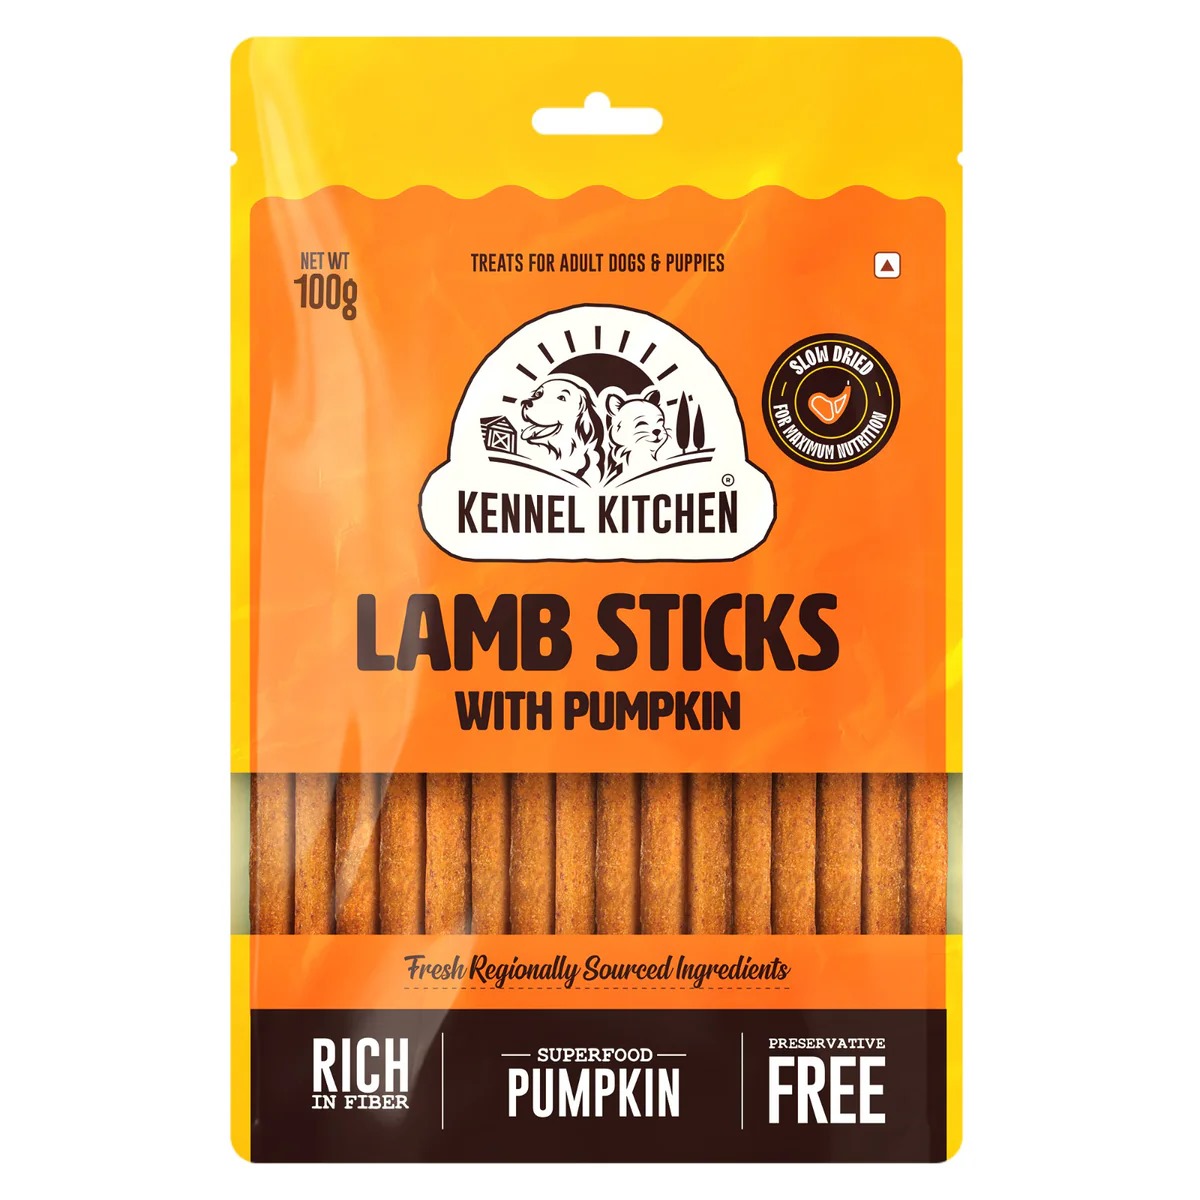 NET WT
100g
TREATS FOR ADULT DOGS & PUPPIES
SLOW DRIED
FOR MAXIMUM NUTRITION
KENNEL KITCHEN®
LAMB STICKS
WITH PUMPKIN
Fresh Regionally Sourced Ingredients
RICH
IN FIBER
SUPERFOOD
PUMPKIN
PRESERVATIVE
FREE